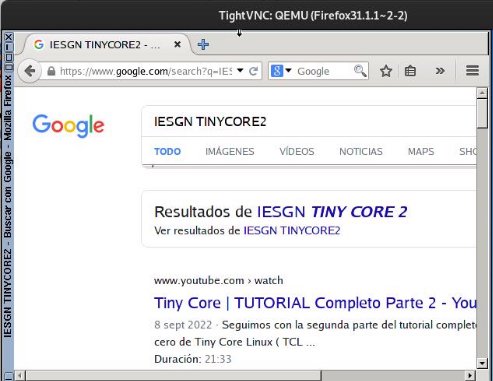 TightVNC: QEMU (Firefox31.1.1~2-2)
IESGN TINYCORE2 - Buscar con Google - Mozilla Firefox
IESGN TINYCORE2 - ...
https://www.google.com/search?q=IES
Google
Google
IESGN TINYCORE2
TODO IMÁGENES VÍDEOS NOTICIAS MAPS SHO
Resultados de IESGN TINY CORE 2
Ver resultados de IESGN TINYCORE2
www.youtube.com › watch
Tiny Core | TUTORIAL Completo Parte 2 - You
8 sept 2022 · Seguimos con la segunda parte del tutorial complet
cero de Tiny Core Linux ( TCL ...
Duración: 21:33